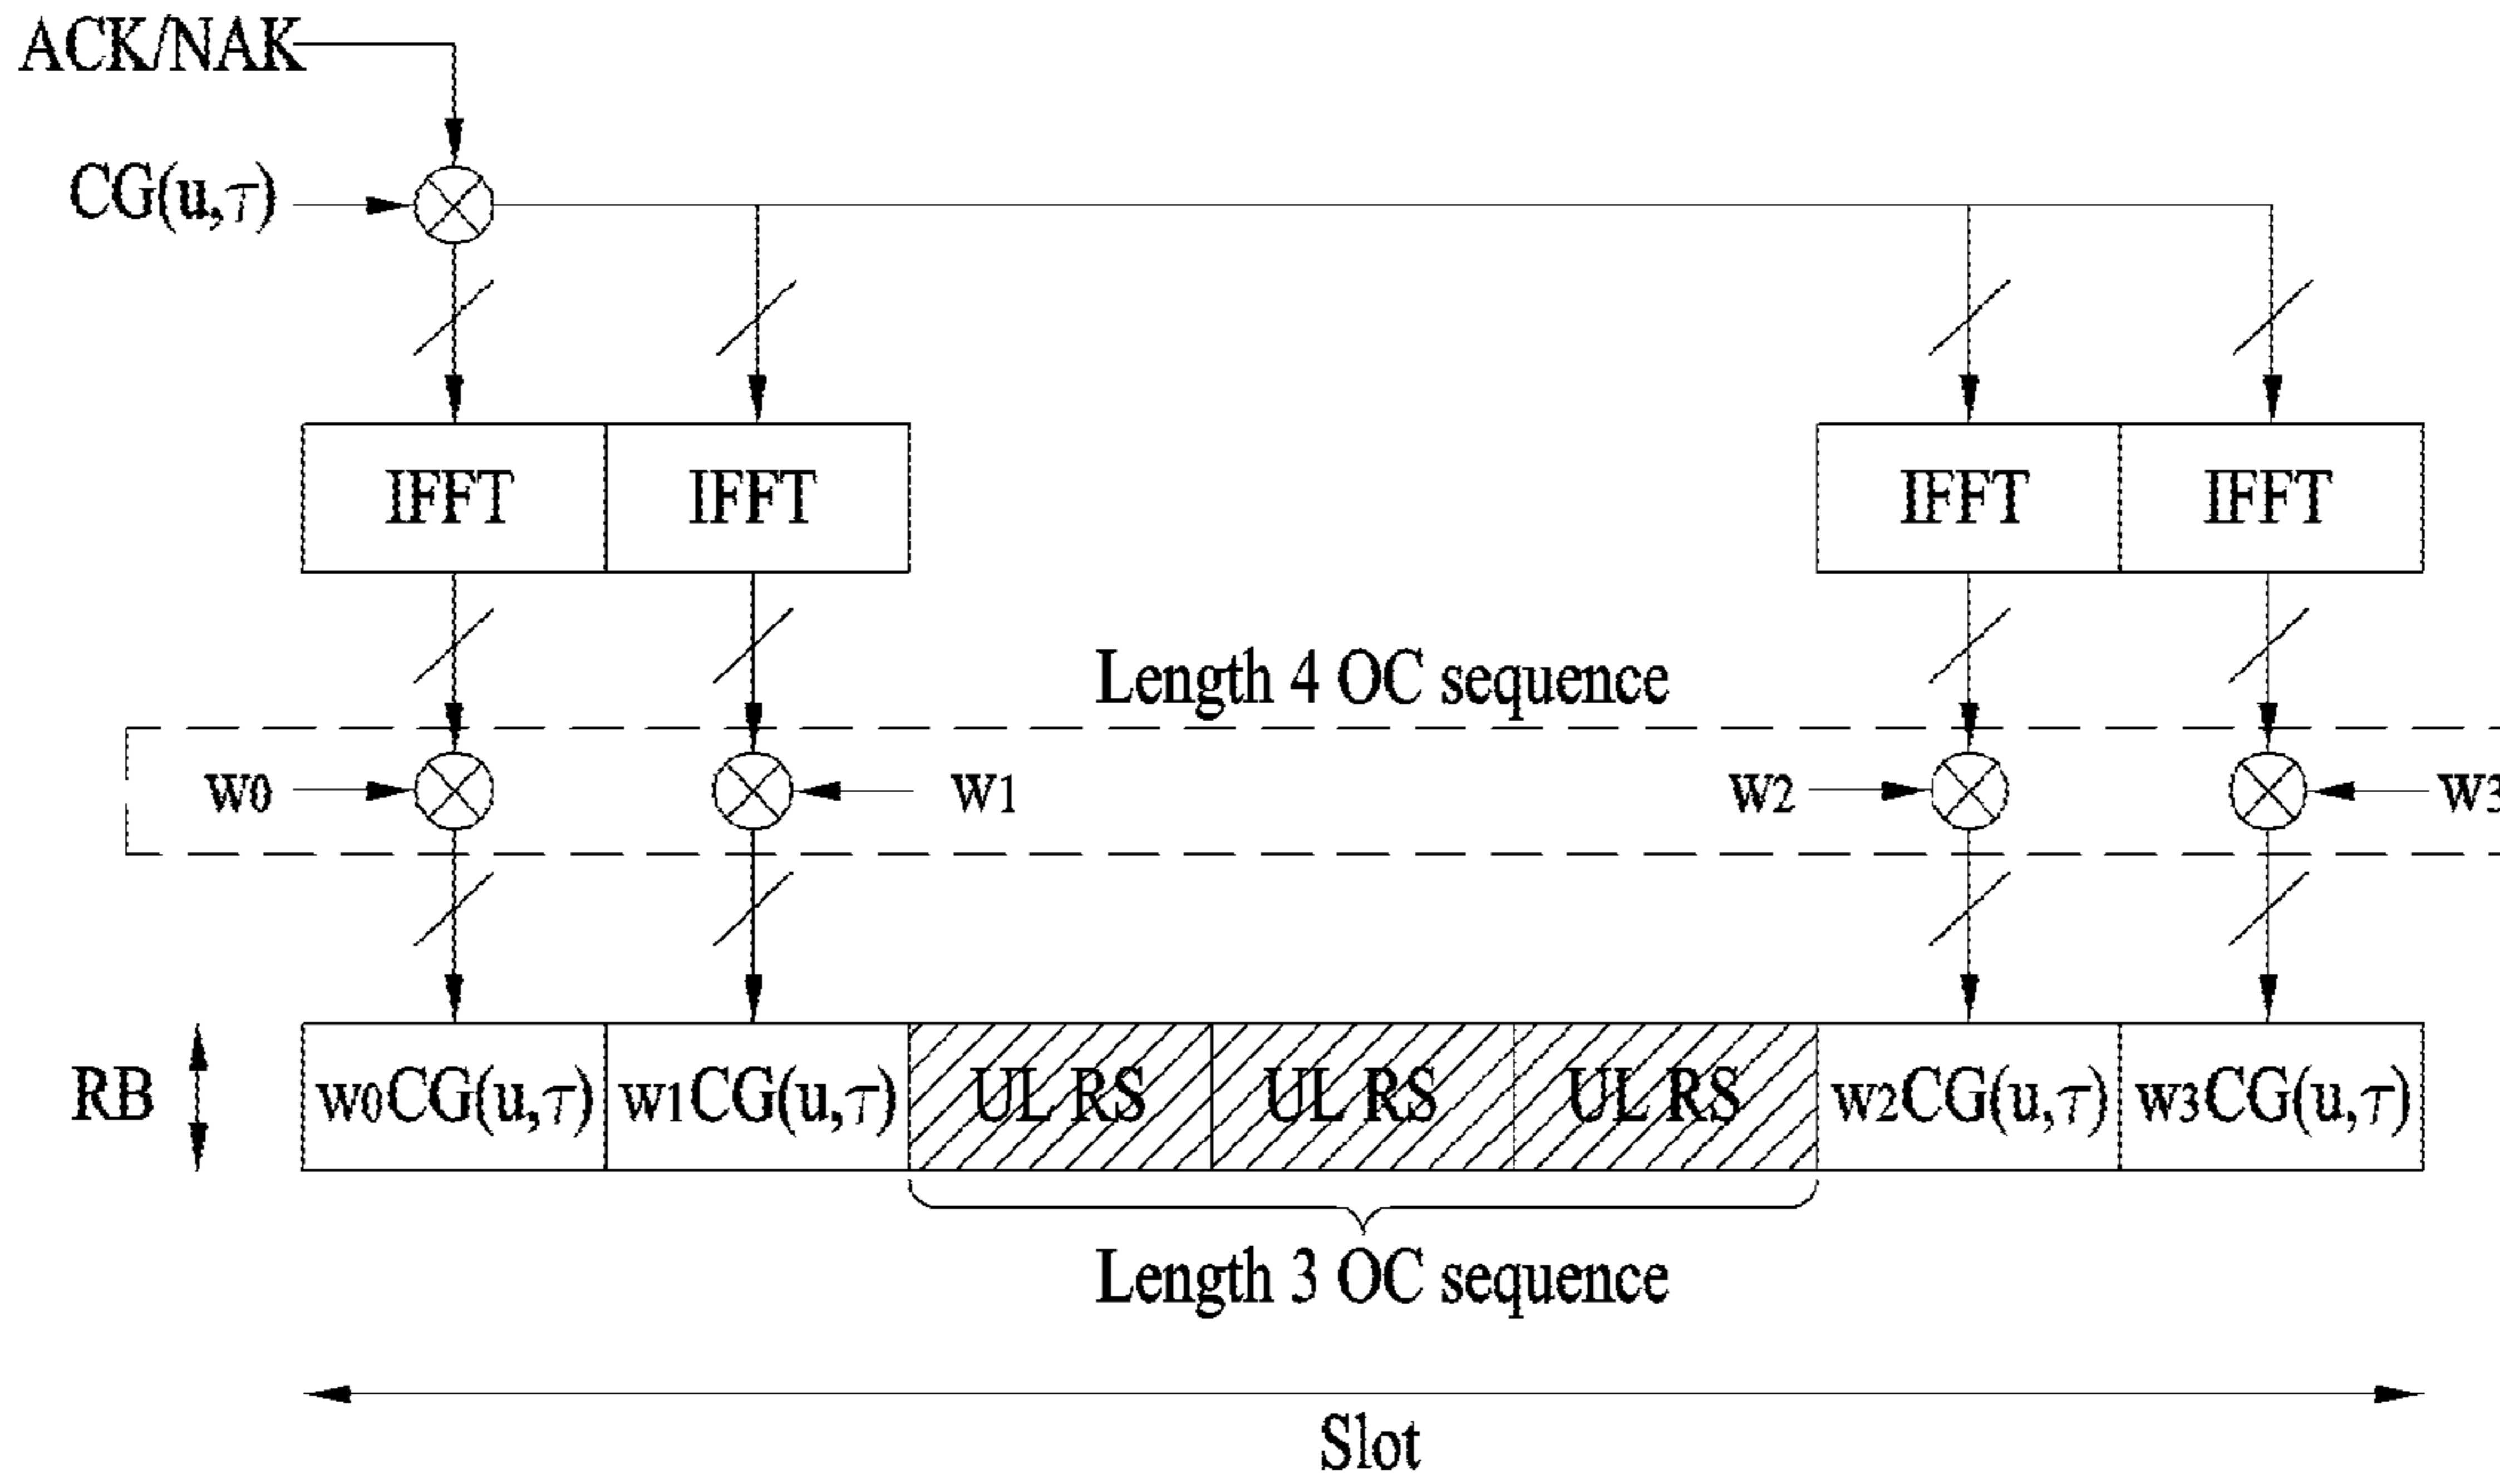 ACK/NAK
CG(u,τ)
IFFT IFFT IFFT IFFT
Length 4 OC sequence
w0 w1 w2 w3
RB w0CG(u,τ) w1CG(u,τ) UL RS UL RS UL RS w2CG(u,τ) w3CG(u,τ)
Length 3 OC sequence
Slot